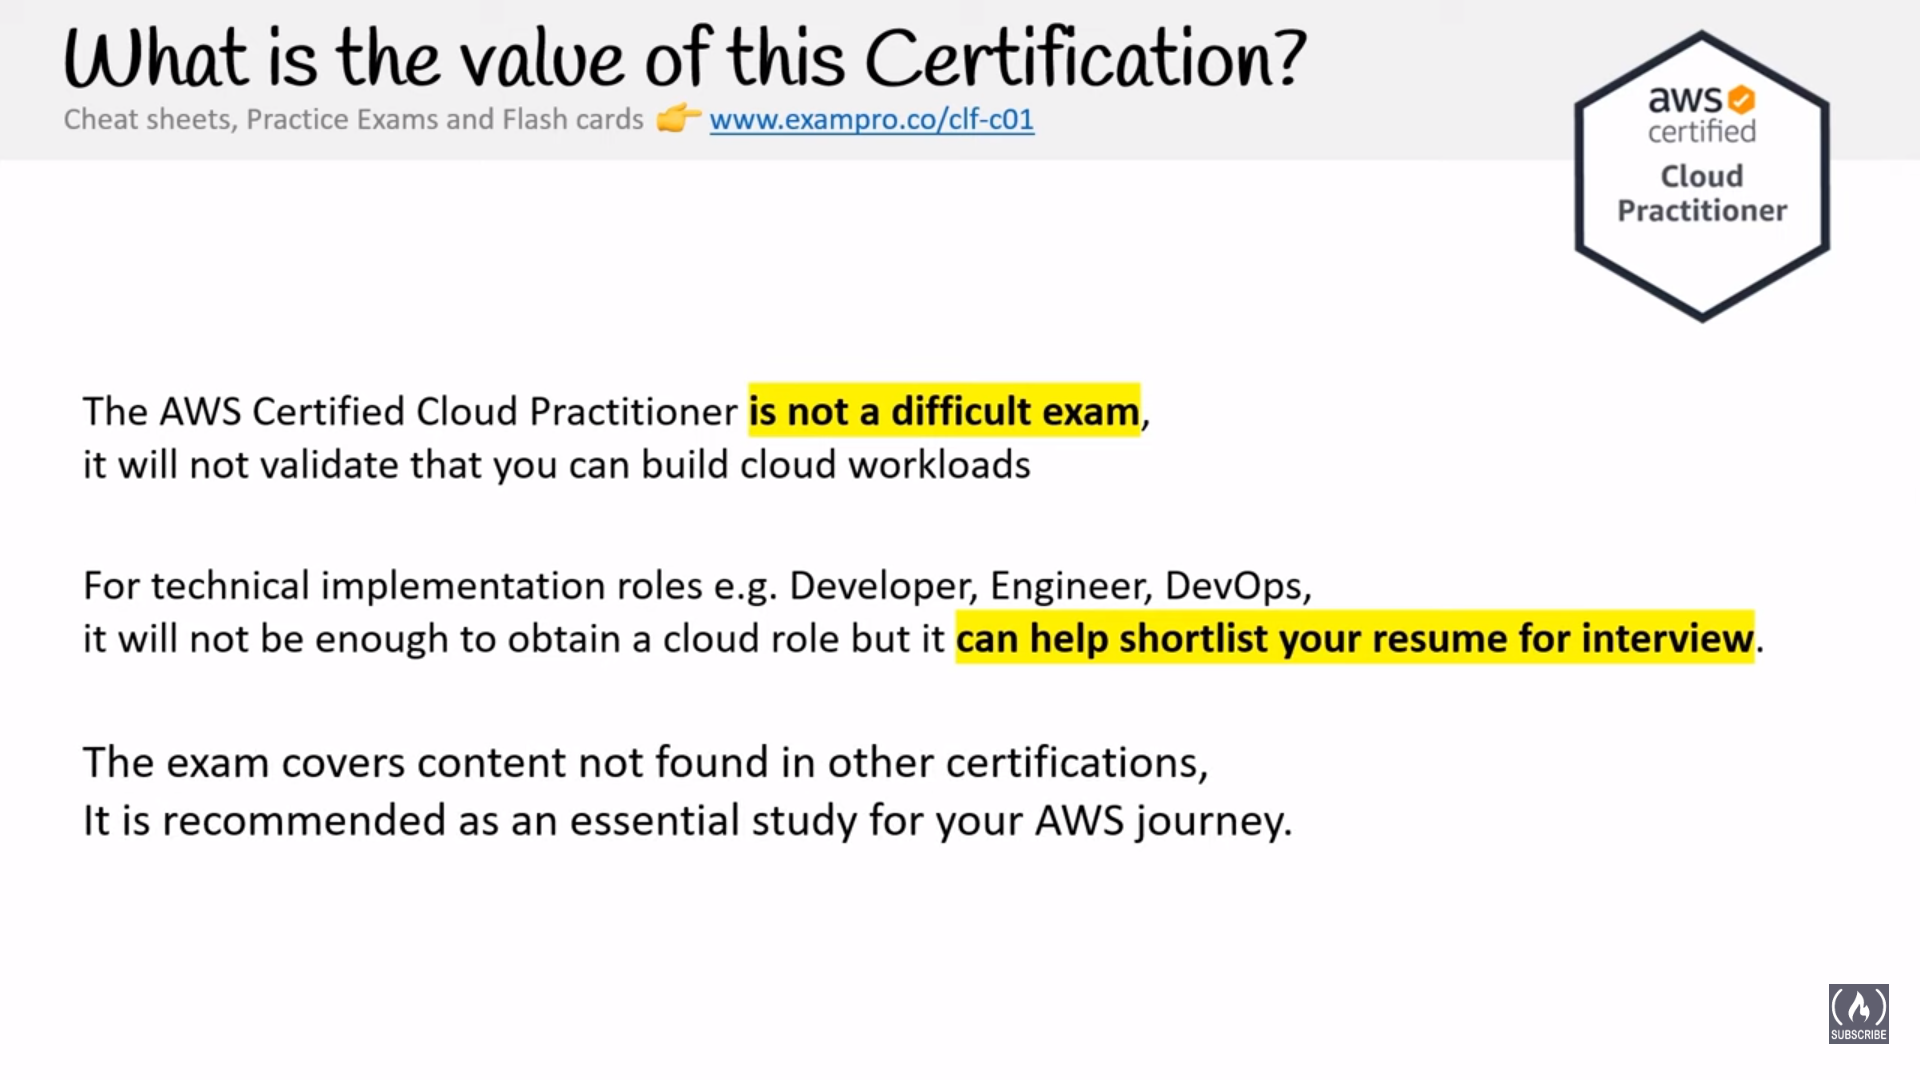 What is the value of this Certification?
Cheat sheets, Practice Exams and Flash cards 👉 www.exampro.co/clf-c01
aws
certified
Cloud
Practitioner
The AWS Certified Cloud Practitioner is not a difficult exam,
it will not validate that you can build cloud workloads
For technical implementation roles e.g. Developer, Engineer, DevOps,
it will not be enough to obtain a cloud role but it can help shortlist your resume for interview.
The exam covers content not found in other certifications,
It is recommended as an essential study for your AWS journey.
SUBSCRIBE